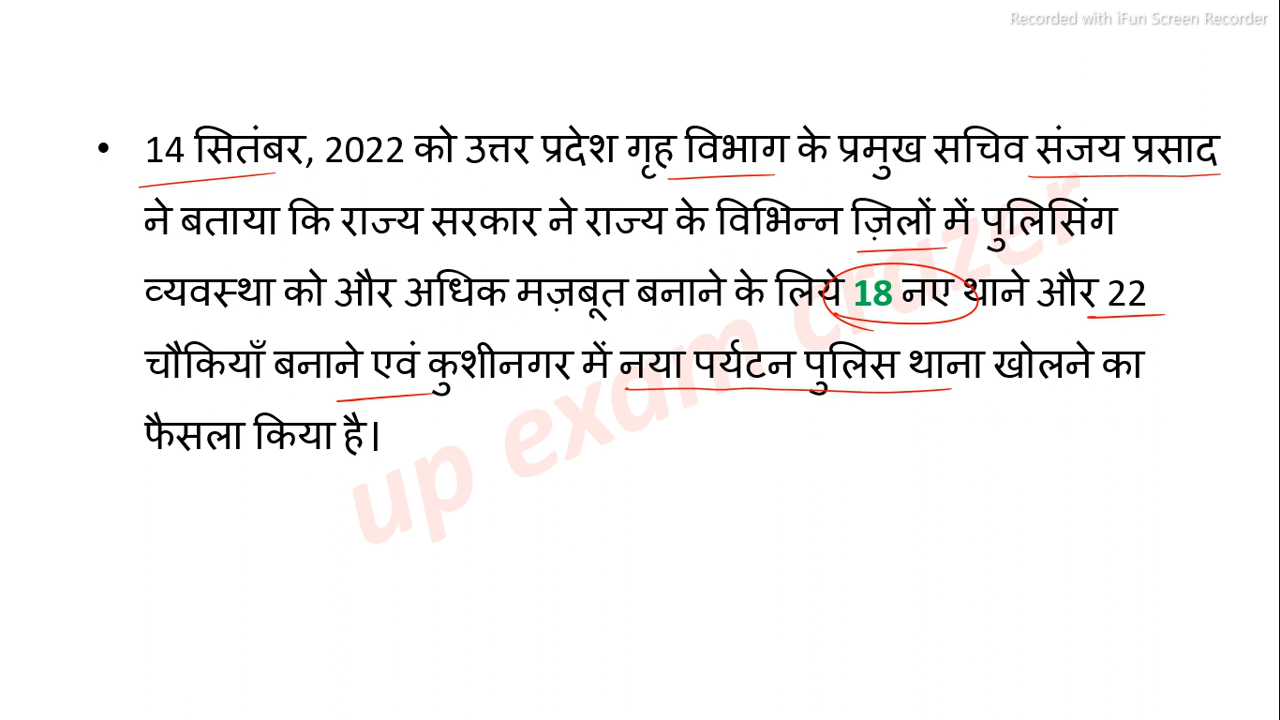 Recorded with iFun Screen Recorder
• 14 सितंबर, 2022 को उत्तर प्रदेश गृह विभाग के प्रमुख सचिव संजय प्रसाद
ने बताया कि राज्य सरकार ने राज्य के विभिन्न ज़िलों में पुलिसिंग
व्यवस्था को और अधिक मज़बूत बनाने के लिये 18 नए थाने और 22
चौकियाँ बनाने एवं कुशीनगर में नया पर्यटन पुलिस थाना खोलने का
फैसला किया है।
up exam crazer